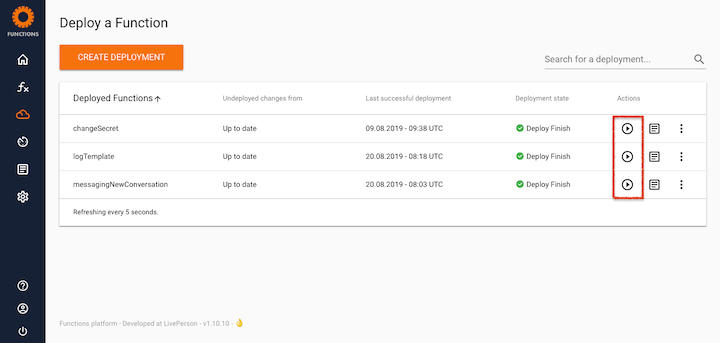 FUNCTIONS
Deploy a Function
CREATE DEPLOYMENT
Search for a deployment...
Deployed Functions Undeployed changes from Last successful deployment Deployment state Actions
changeSecret Up to date 09.08.2019 - 09:38 UTC Deploy Finish
logTemplate Up to date 20.08.2019 - 08:18 UTC Deploy Finish
messagingNewConversation Up to date 20.08.2019 - 08:03 UTC Deploy Finish
Refreshing every 5 seconds.
Functions platform · Developed at LivePerson - v1.10.10 · 👌